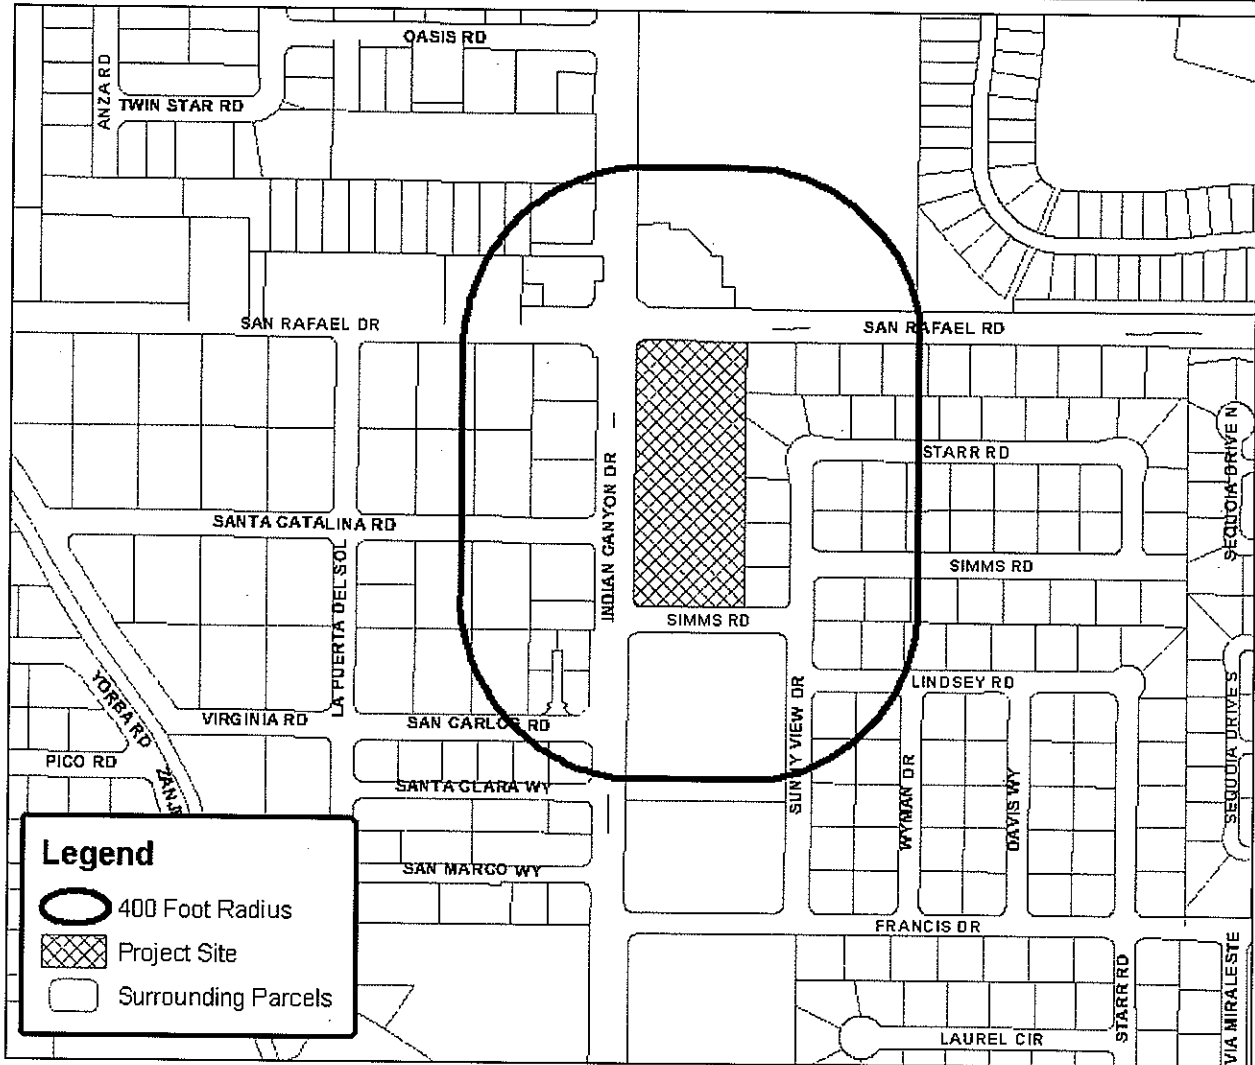 OASIS RD
ANZA RD
TWIN STAR RD
SAN RAFAEL DR
SAN RAFAEL RD
STARR RD
SEQUOIA DRIVE N
INDIAN CANYON DR
SANTA CATALINA RD
SIMMS RD
LA PUERTA DEL SOL
SIMMS RD
LINDSEY RD
SUNNY VIEW DR
YORBA RD
VIRGINIA RD
SAN CARLOS RD
SEQUOIA DRIVE S
PICO RD
SANTA CLARA WY
WYMAN DR
DAVIS WY
SAN MARCO WY
FRANCIS DR
STARR RD
VIA MIRALESTE
LAUREL CIR
Legend
400 Foot Radius
Project Site
Surrounding Parcels